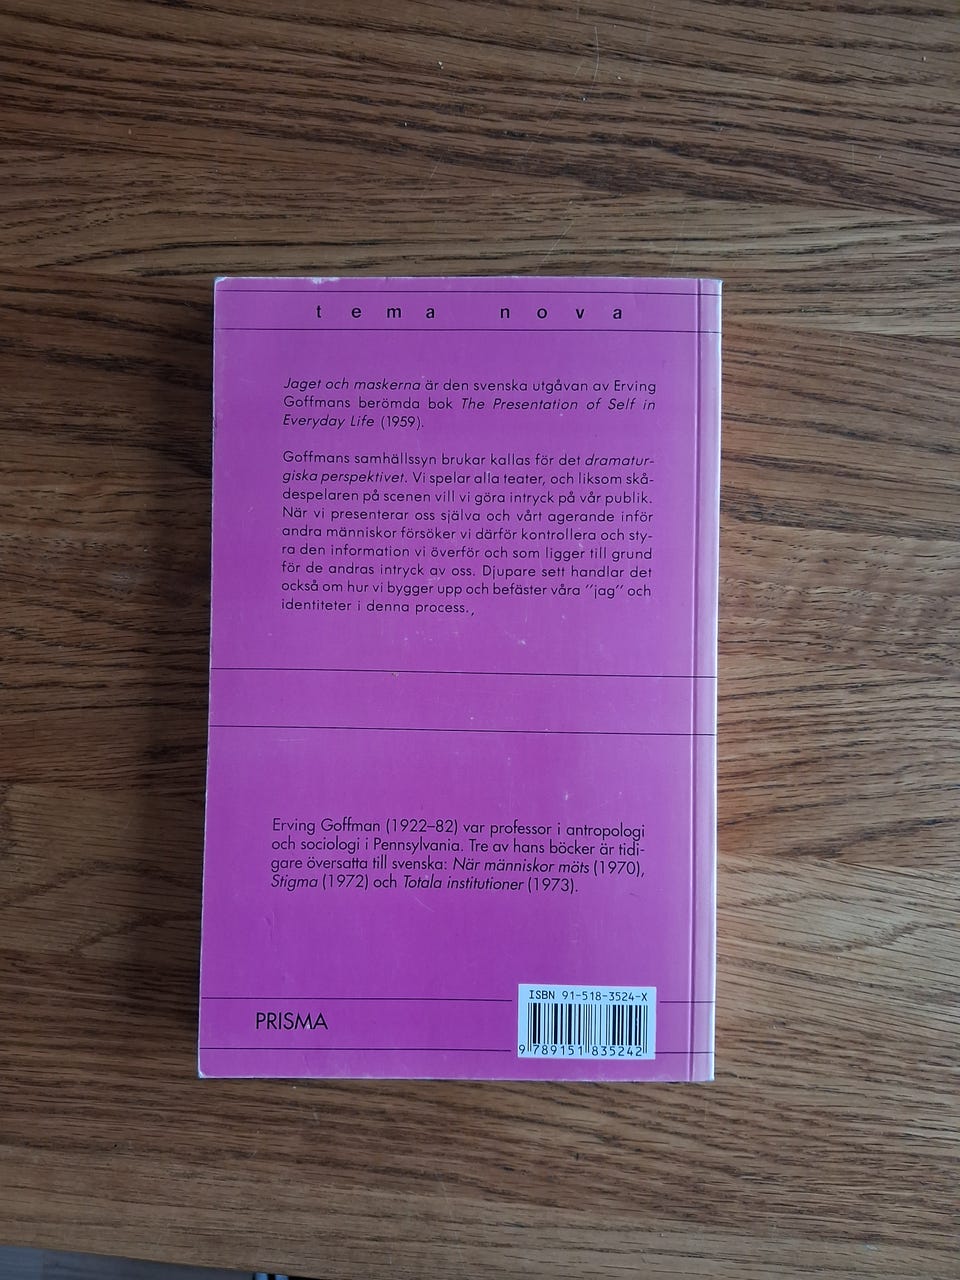 tema nova
Jaget och maskerna är den svenska utgåvan av Erving
Goffmans berömda bok The Presentation of Self in
Everyday Life (1959).
Goffmans samhällssyn brukar kallas för det dramatur-
giska perspektivet. Vi spelar alla teater, och liksom skå-
despelaren på scenen vill vi göra intryck på vår publik.
När vi presenterar oss själva och vårt agerande inför
andra människor försöker vi därför kontrollera och sty-
ra den information vi överför och som ligger till grund
för de andras intryck av oss. Djupare sett handlar det
också om hur vi bygger upp och befäster våra ”jag” och
identiteter i denna process.
Erving Goffman (1922–82) var professor i antropologi
och sociologi i Pennsylvania. Tre av hans böcker är tidi-
gare översatta till svenska: När människor möts (1970),
Stigma (1972) och Totala institutioner (1973).
PRISMA
ISBN 91-518-3524-X
9 789151 835242